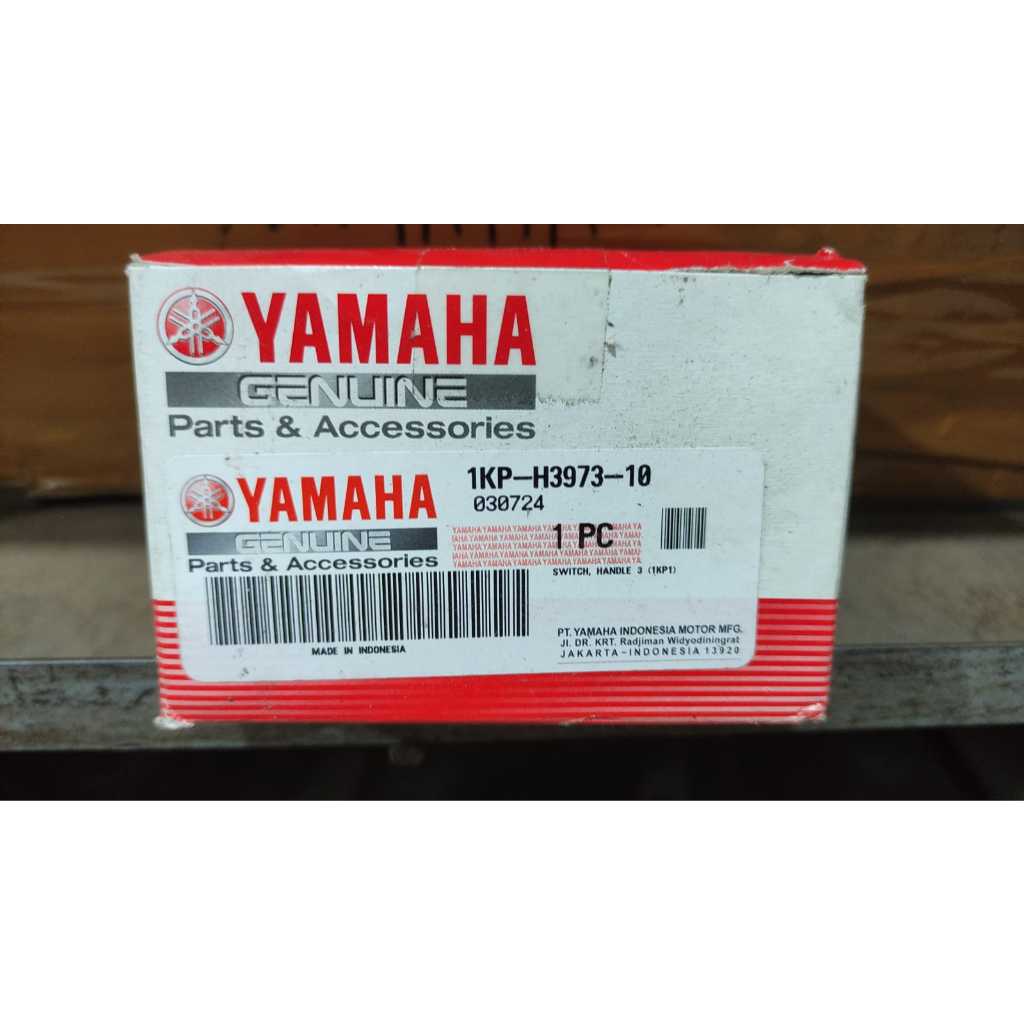 YAMAHA
GENUINE
Parts & Accessories
YAMAHA
GENUINE
Parts & Accessories
1KP-H3973-10
030724
1 PC
SWITCH, HANDLE 3 (1KP1)
MADE IN INDONESIA
PT. YAMAHA INDONESIA MOTOR MFG.
Jl. DR. KRT. Radjiman Widyodiningrat
JAKARTA-INDONESIA 13920